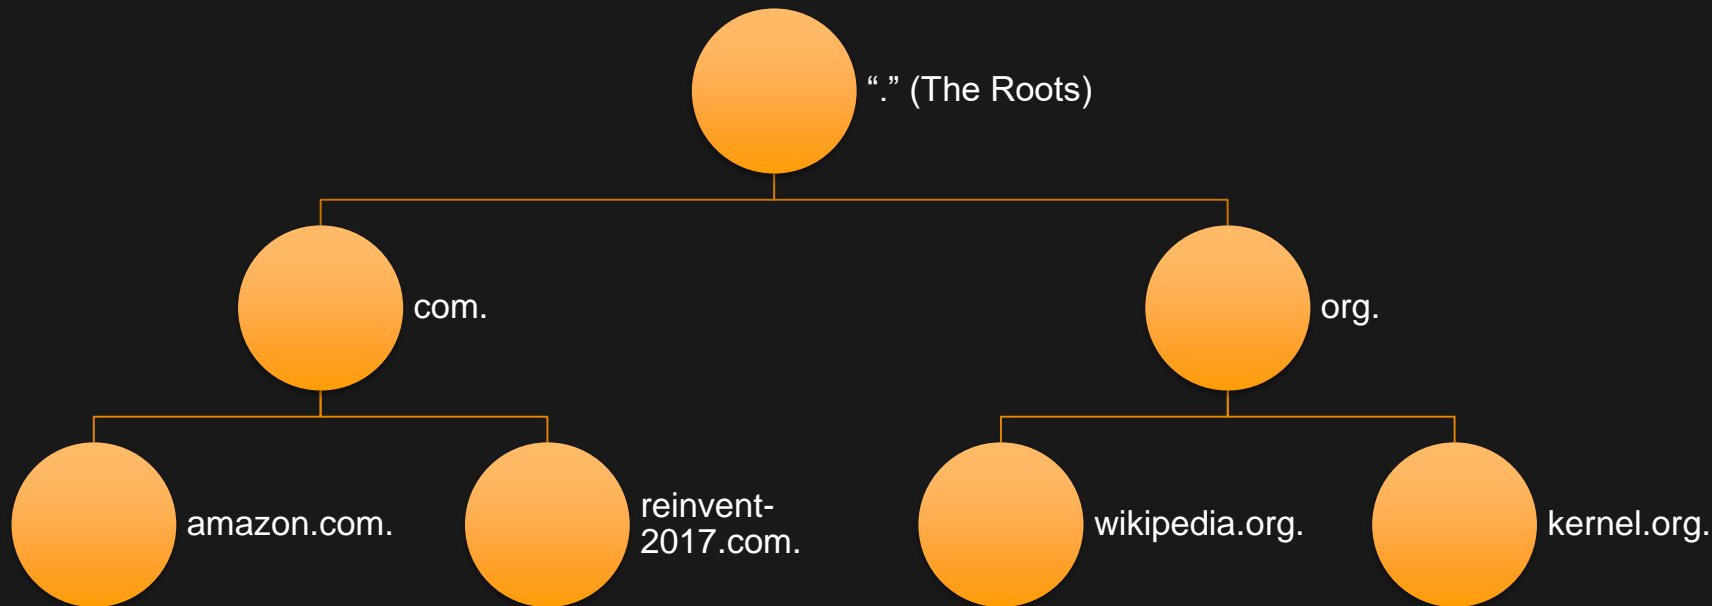 “.” (The Roots)
com.
org.
amazon.com.
reinvent-
2017.com.
wikipedia.org.
kernel.org.